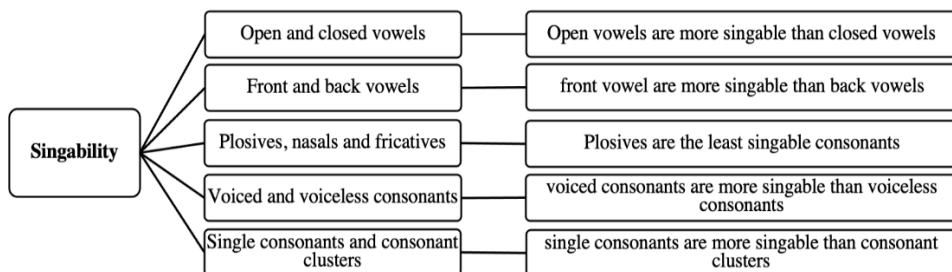 Open and closed vowels
Open vowels are more singable than closed vowels
Front and back vowels
front vowel are more singable than back vowels
Singability
Plosives, nasals and fricatives
Plosives are the least singable consonants
Voiced and voiceless consonants
voiced consonants are more singable than voiceless
consonants
Single consonants and consonant
clusters
single consonants are more singable than consonant
clusters